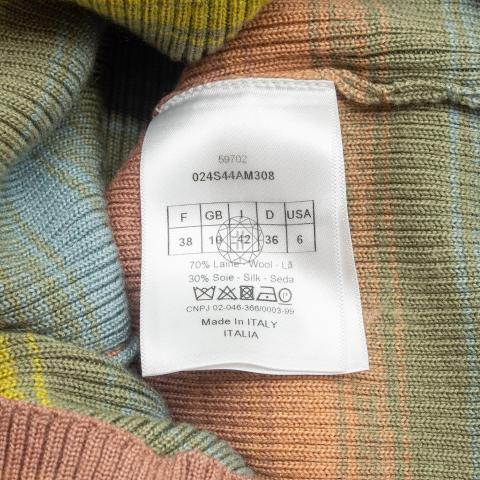 59702
024S44AM308
F GB I D USA
38 10 42 36 6
70% Laine - Wool - Lã
30% Soie - Silk - Seda
P
CNPJ 02-046-366/0003-99
Made In ITALY
ITALIA